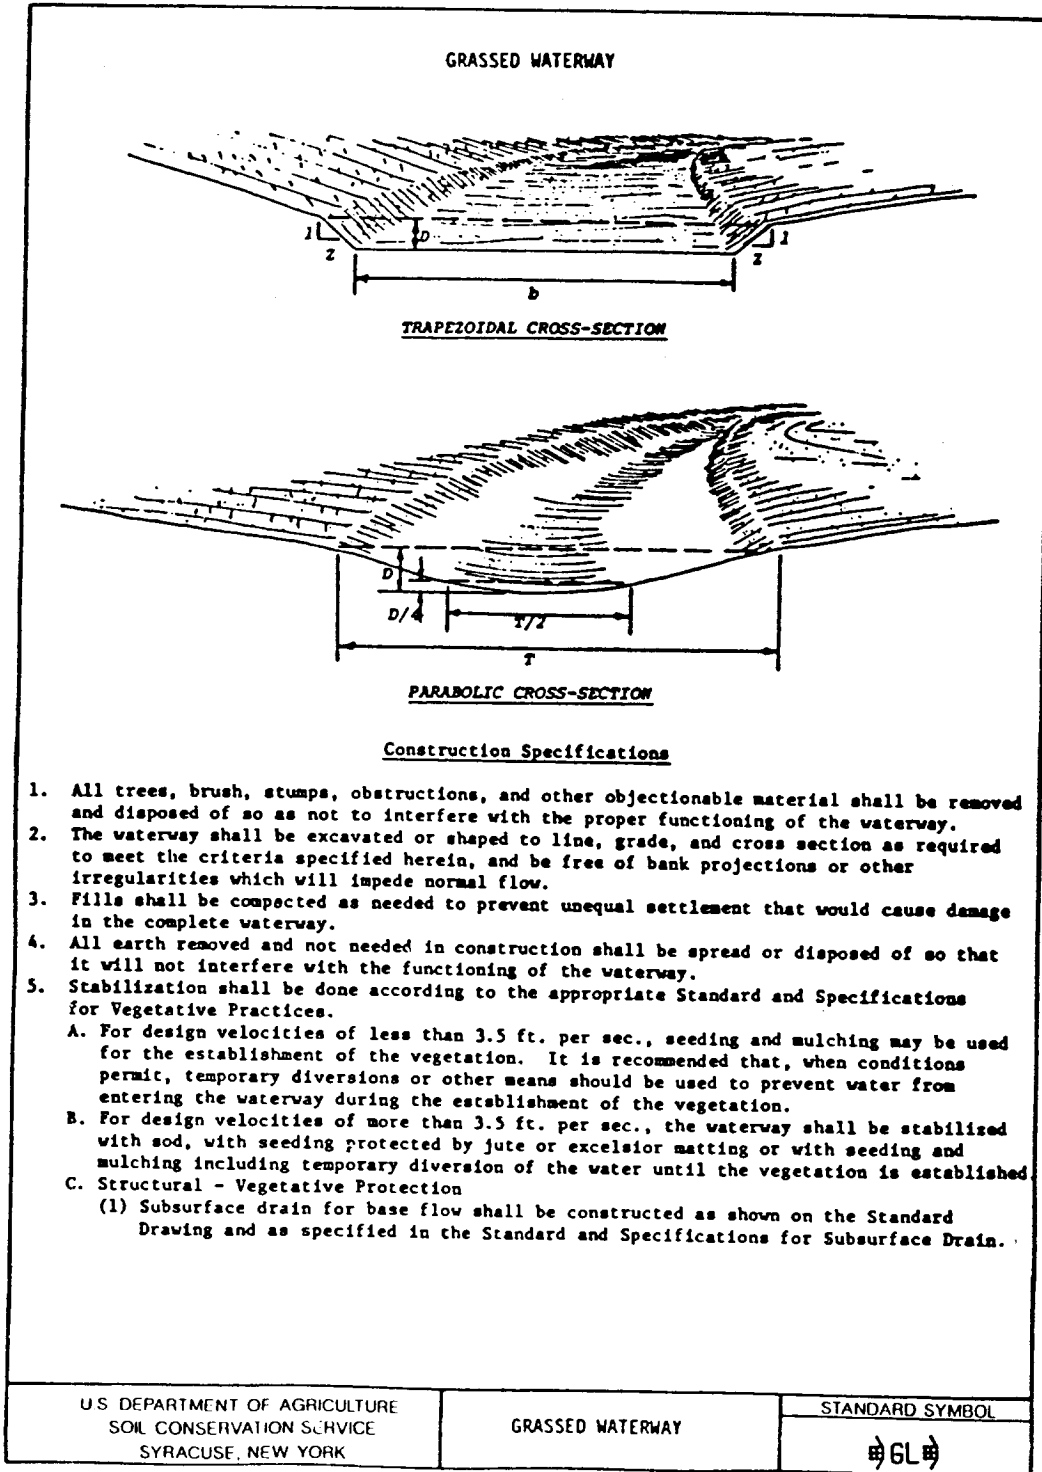 GRASSED WATERWAY
1
D
1
Z
Z
b
TRAPEZOIDAL CROSS-SECTION
D
D/4
T/2
T
PARABOLIC CROSS-SECTION
Construction Specifications
1. All trees, brush, stumps, obstructions, and other objectionable material shall be removed
and disposed of so as not to interfere with the proper functioning of the waterway.
2. The waterway shall be excavated or shaped to line, grade, and cross section as required
to meet the criteria specified herein, and be free of bank projections or other
irregularities which will impede normal flow.
3. Fills shall be compacted as needed to prevent unequal settlement that would cause damage
in the complete waterway.
4. All earth removed and not needed in construction shall be spread or disposed of so that
it will not interfere with the functioning of the waterway.
5. Stabilization shall be done according to the appropriate Standard and Specifications
for Vegetative Practices.
A. For design velocities of less than 3.5 ft. per sec., seeding and mulching may be used
for the establishment of the vegetation. It is recommended that, when conditions
permit, temporary diversions or other means should be used to prevent water from
entering the waterway during the establishment of the vegetation.
B. For design velocities of more than 3.5 ft. per sec., the waterway shall be stabilized
with sod, with seeding protected by jute or excelsior matting or with seeding and
mulching including temporary diversion of the water until the vegetation is established
C. Structural - Vegetative Protection
(1) Subsurface drain for base flow shall be constructed as shown on the Standard
Drawing and as specified in the Standard and Specifications for Subsurface Drain.
U.S DEPARTMENT OF AGRICULTURE
SOIL CONSERVATION SERVICE
SYRACUSE, NEW YORK
GRASSED WATERWAY
STANDARD SYMBOL
GL